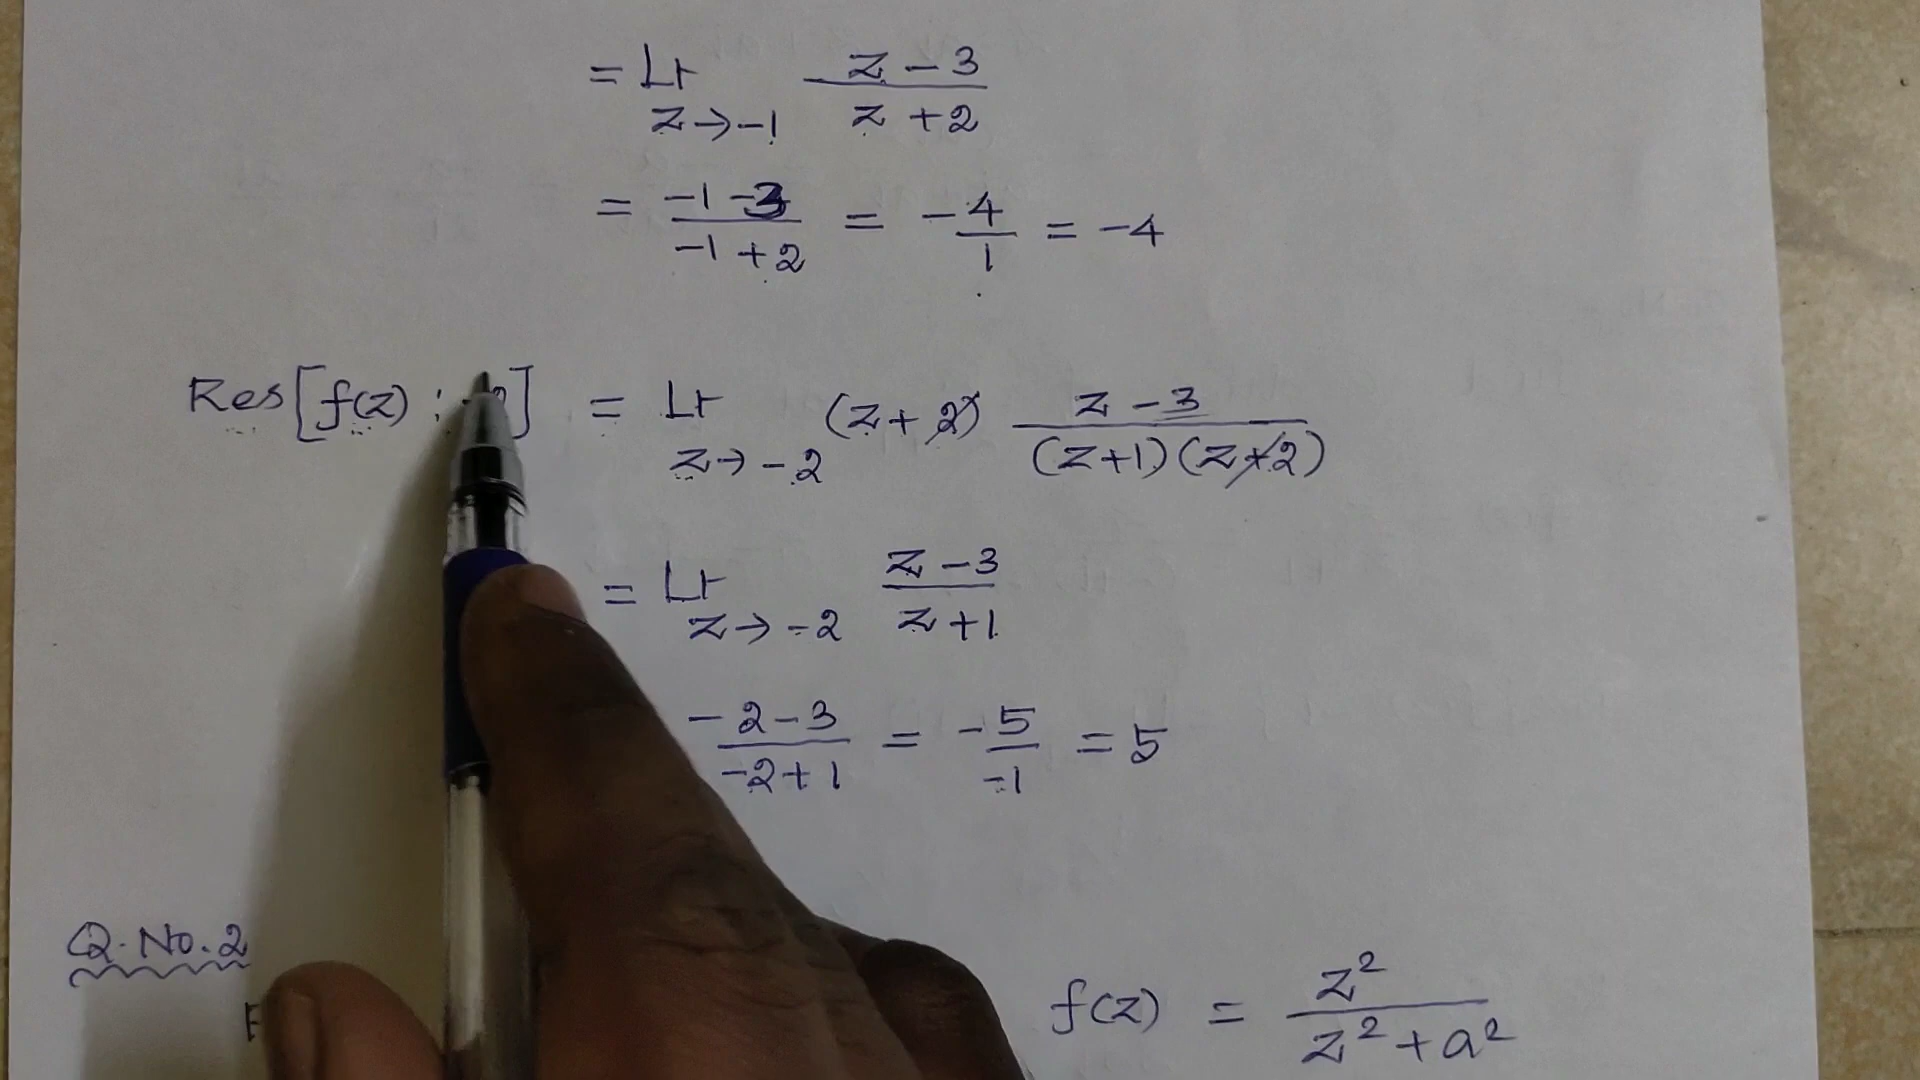 = Lt z→-1 z-3/z+2
= -1-3/-1+2 = -4/1 = -4
Res[f(z) : ] = Lt z→-2 (z+2) z-3/(z+1)(z+2)
= Lt z→-2 z-3/z+1
-2-3/-2+1 = -5/-1 = 5
Q.No.2
f(z) = z²/z²+a²